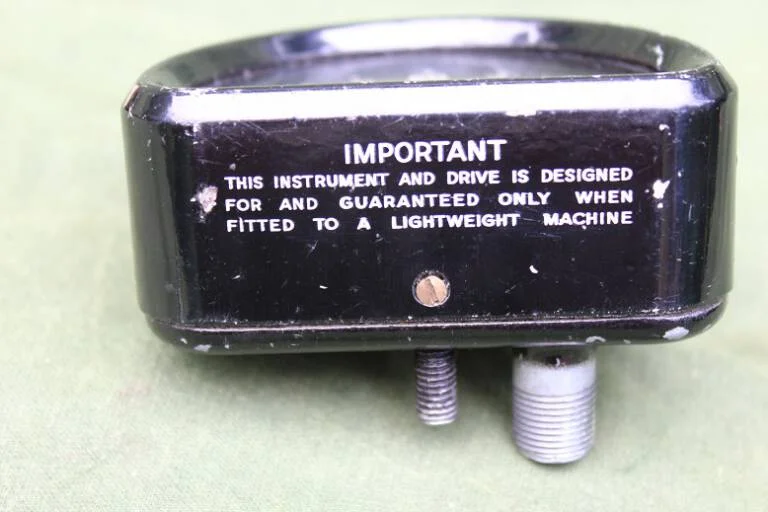 IMPORTANT
THIS INSTRUMENT AND DRIVE IS DESIGNED
FOR AND GUARANTEED ONLY WHEN
FITTED TO A LIGHTWEIGHT MACHINE